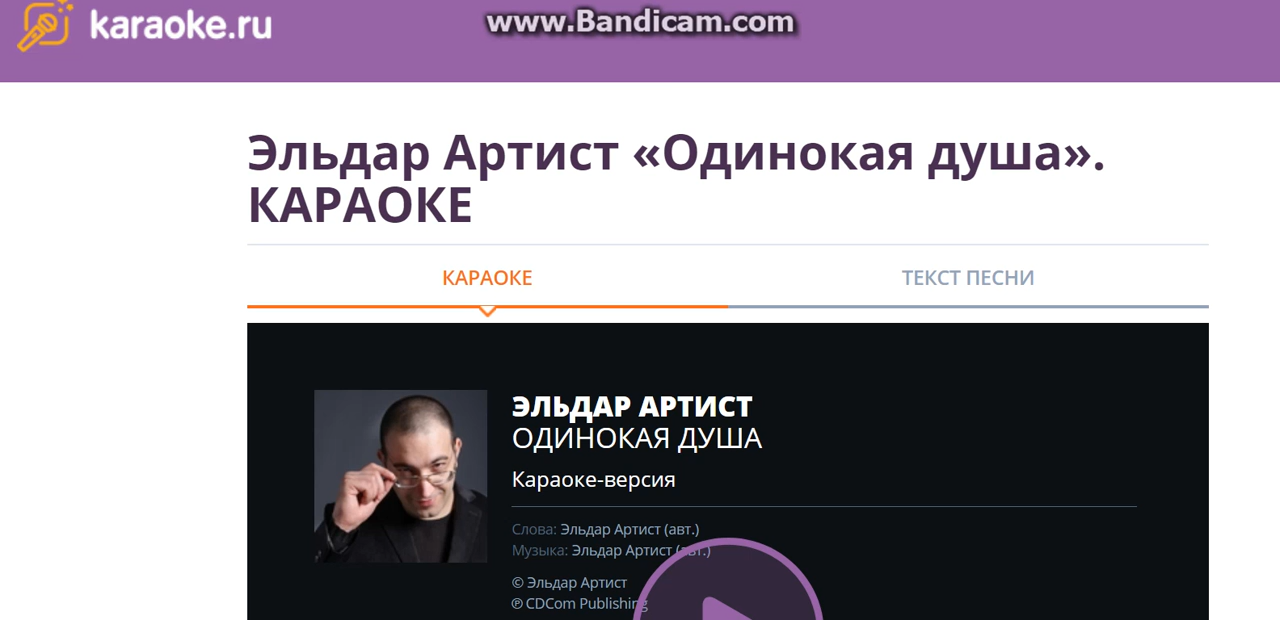 karaoke.ru
www.Bandicam.com
Эльдар Артист «Одинокая душа».
КАРАОКЕ
КАРАОКЕ
ТЕКСТ ПЕСНИ
ЭЛЬДАР АРТИСТ
ОДИНОКАЯ ДУША
Караоке-версия
Слова: Эльдар Артист (авт.)
Музыка: Эльдар Артист (авт.)
© Эльдар Артист
℗ CDCom Publishing